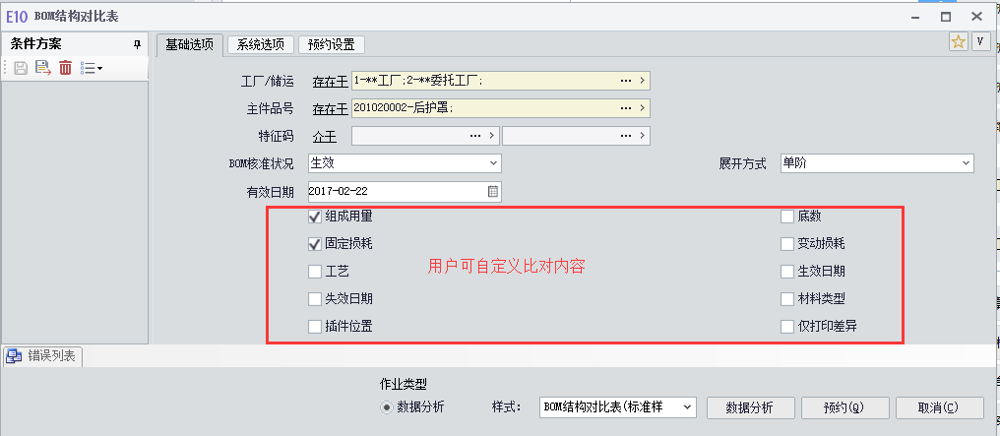 E10 BOM结构对比表
条件方案
基础选项 系统选项 预约设置 V
工厂/储运 存在于 1-**工厂;2-**委托工厂;
主件品号 存在于 201020002-后护罩;
特征码 介于
BOM核准状况 生效 展开方式 单阶
有效日期 2017-02-22
组成用量 底数
固定损耗 变动损耗
用户可自定义比对内容
工艺 生效日期
失效日期 材料类型
插件位置 仅打印差异
错误列表
作业类型
数据分析 样式: BOM结构对比表(标准样 数据分析 预约(Q) 取消(C)